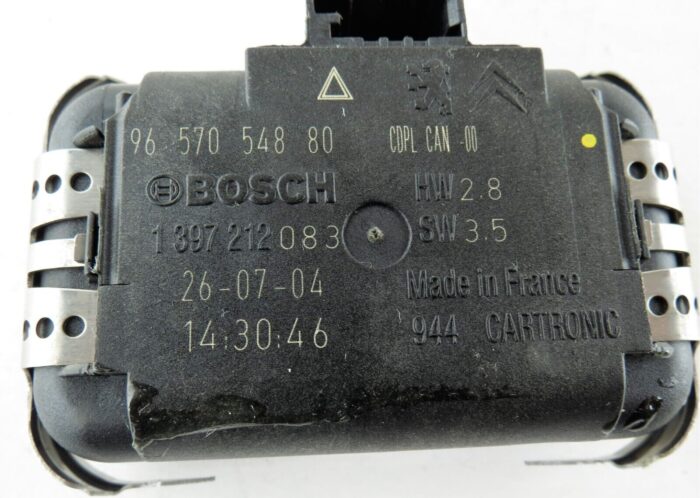 96 570 548 80 CDPL CAN -00
BOSCH HW 2.8
1 397 212 083 SW 3.5
26-07-04 Made in France
14:30:46 944 CARTRONIC